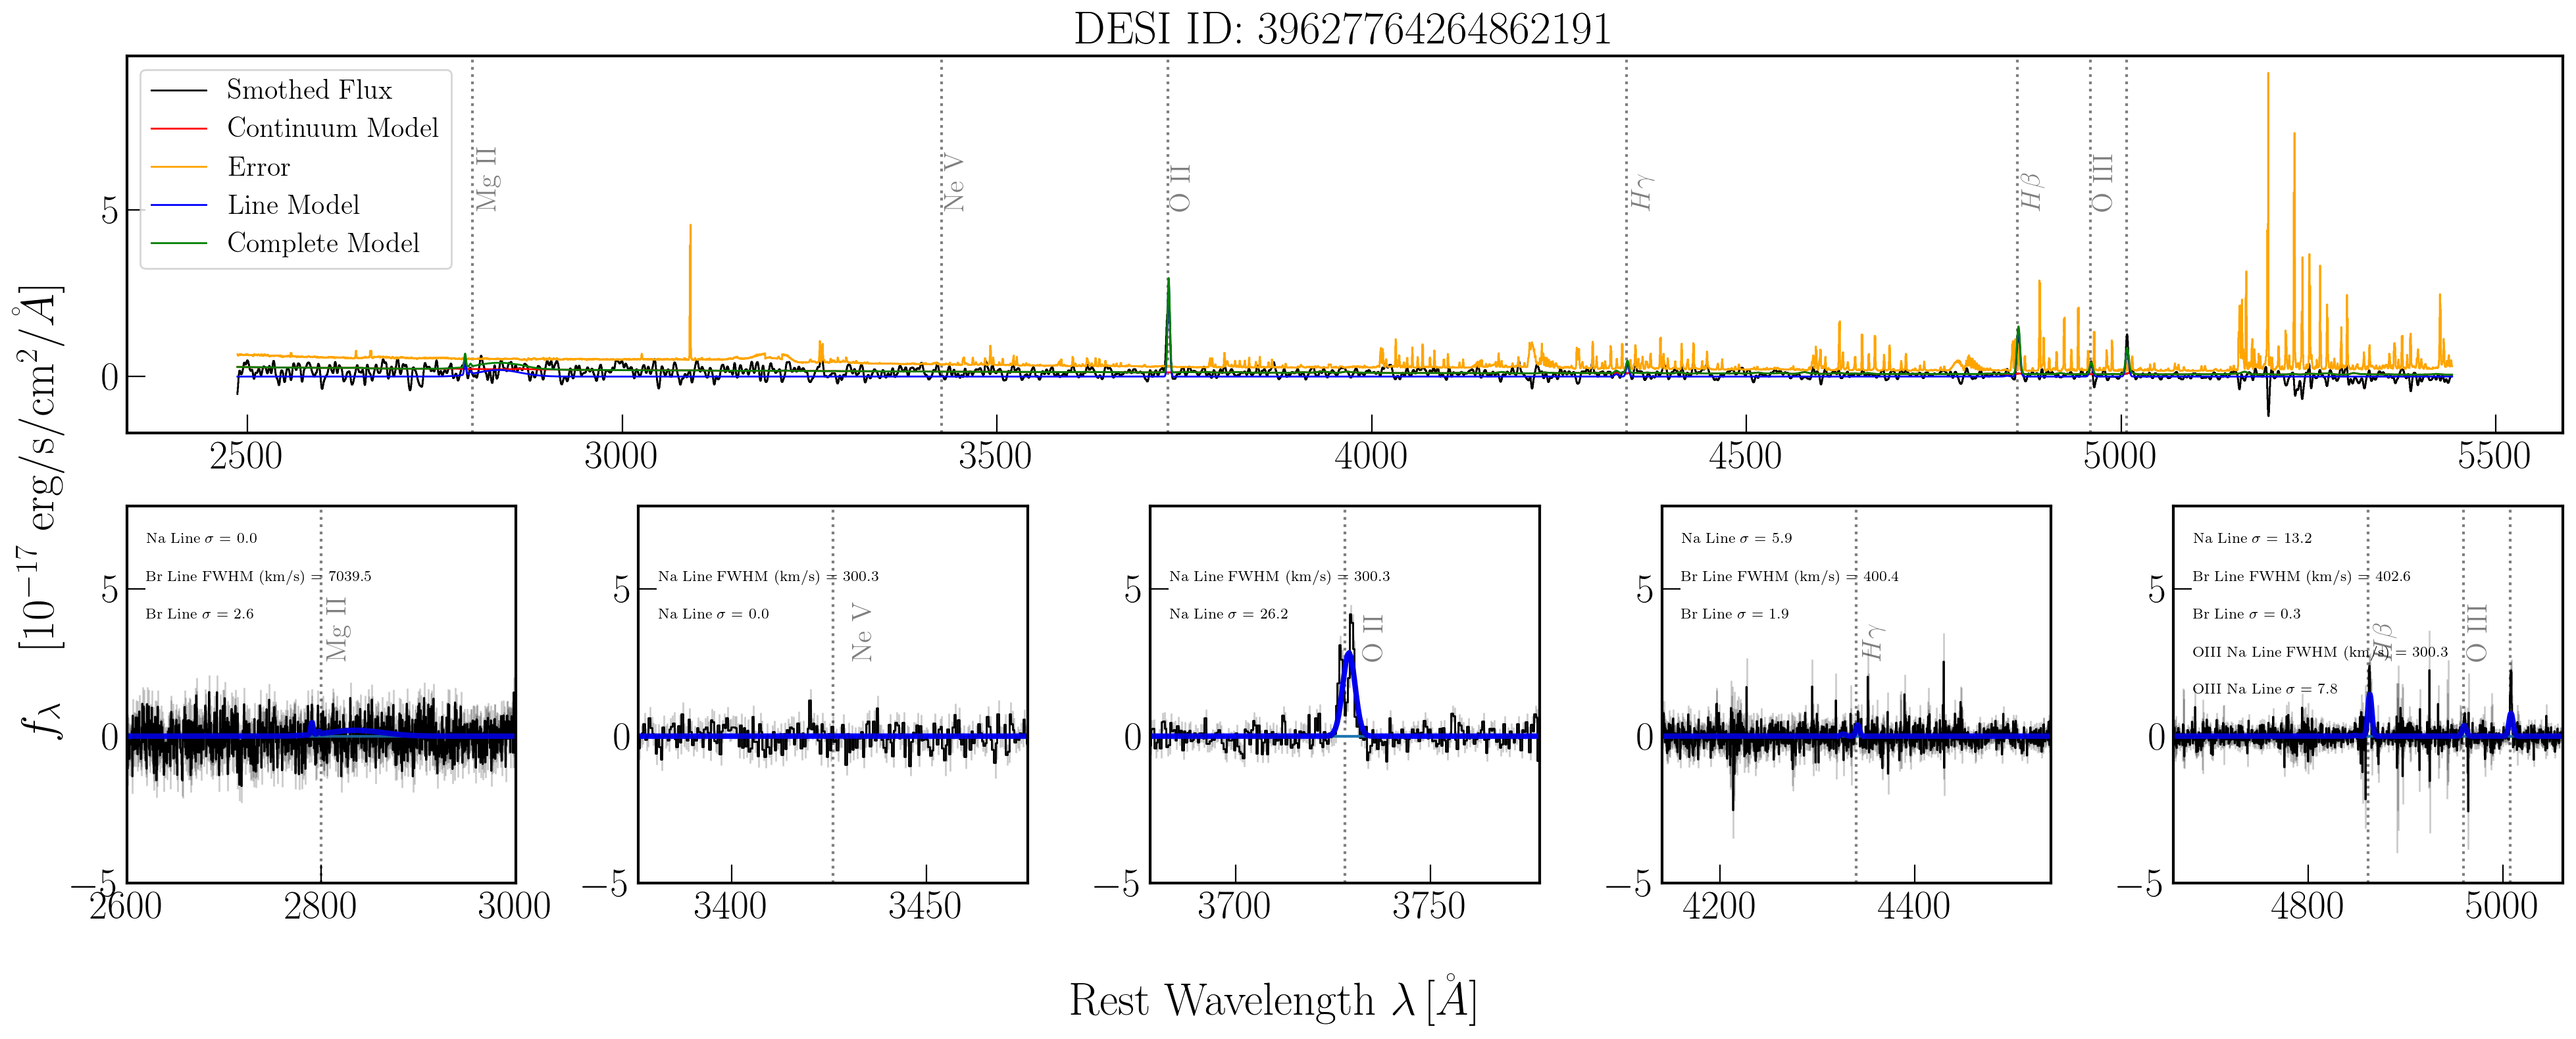 DESI ID: 39627764264862191
Smothed Flux
Continuum Model
Error
Line Model
Complete Model
Mg II
Ne V
O II
Hγ
Hβ
O III
5
0
2500 3000 3500 4000 4500 5000 5500
f_λ [10^{-17} erg/s/cm^2/Å]
Na Line σ = 0.0
Br Line FWHM (km/s) = 7039.5
Br Line σ = 2.6
Mg II
5
0
−5
2600 2800 3000
Na Line FWHM (km/s) = 300.3
Na Line σ = 0.0
Ne V
5
0
−5
3400 3450
Na Line FWHM (km/s) = 300.3
Na Line σ = 26.2
O II
5
0
−5
3700 3750
Na Line σ = 5.9
Br Line FWHM (km/s) = 400.4
Br Line σ = 1.9
Hγ
5
0
−5
4200 4400
Na Line σ = 13.2
Br Line FWHM (km/s) = 402.6
Br Line σ = 0.3
OIII Na Line FWHM (km/s) = 300.3
OIII Na Line σ = 7.8
Hβ
O III
5
0
−5
4800 5000
Rest Wavelength λ [Å]